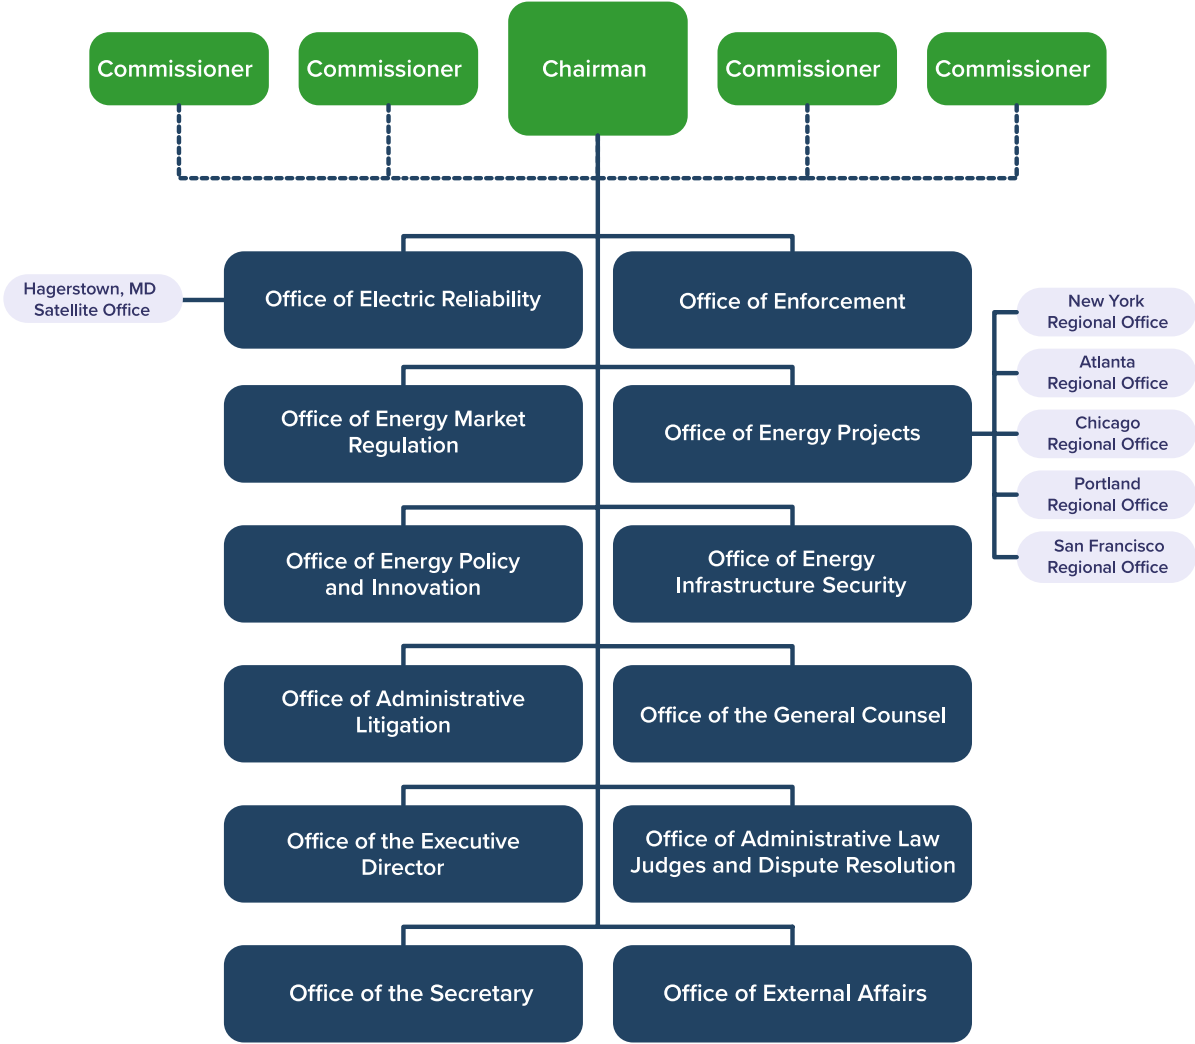 Commissioner
Commissioner
Chairman
Commissioner
Commissioner
Hagerstown, MD
Satellite Office
Office of Electric Reliability
Office of Enforcement
New York
Regional Office
Atlanta
Regional Office
Chicago
Regional Office
Portland
Regional Office
San Francisco
Regional Office
Office of Energy Market
Regulation
Office of Energy Projects
Office of Energy Policy
and Innovation
Office of Energy
Infrastructure Security
Office of Administrative
Litigation
Office of the General Counsel
Office of the Executive
Director
Office of Administrative Law
Judges and Dispute Resolution
Office of the Secretary
Office of External Affairs